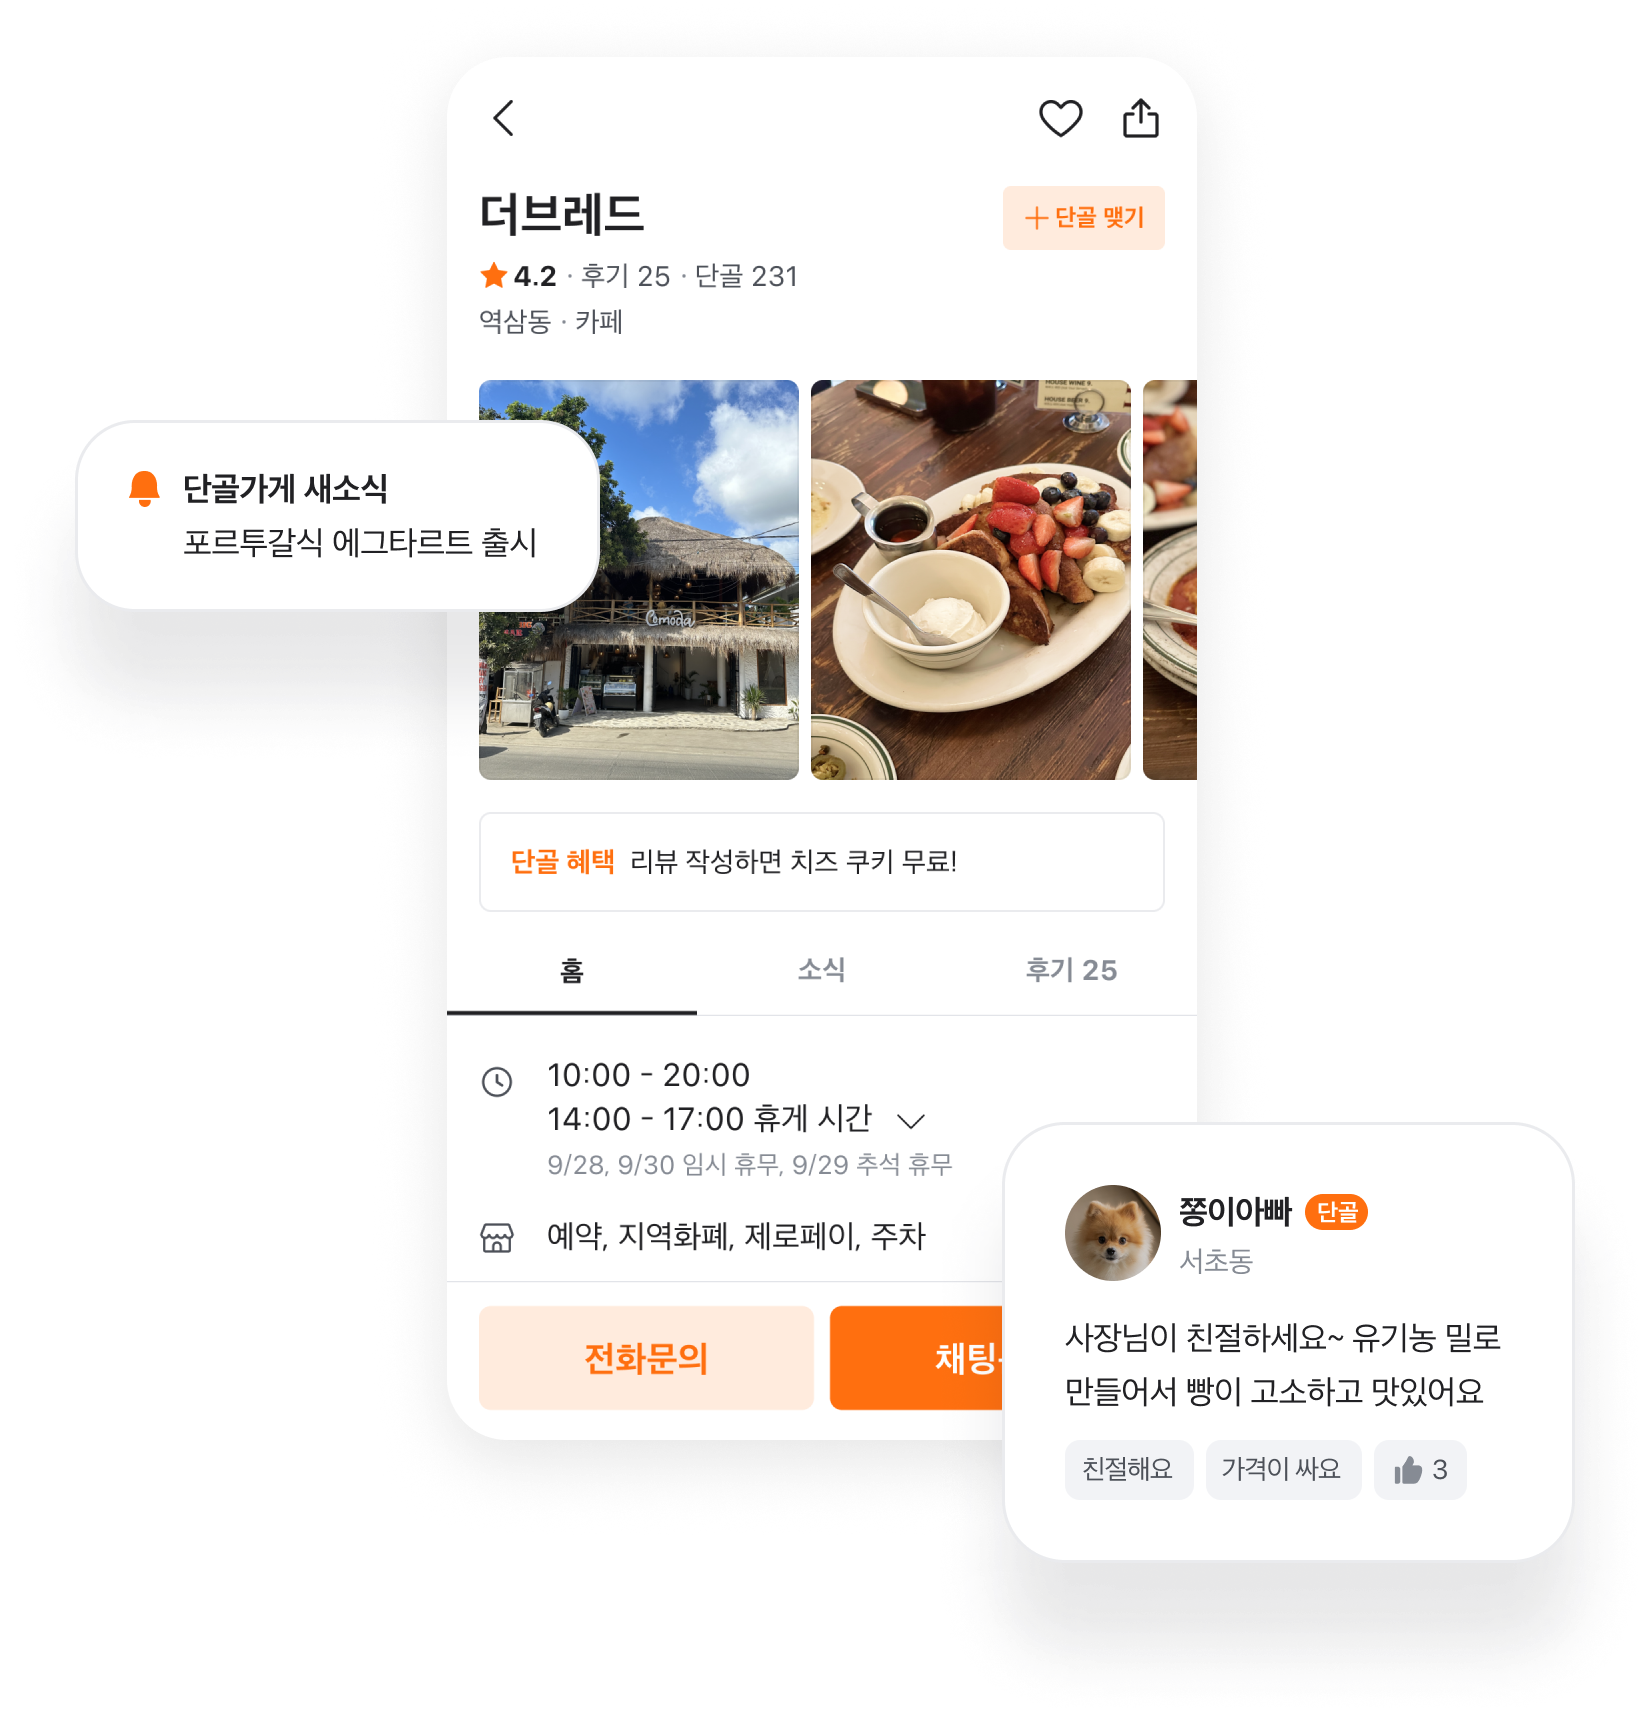 더브레드
단골 맺기
4.2 · 후기 25 · 단골 231
역삼동 · 카페
단골가게 새소식
포르투갈식 에그타르트 출시
Comoda
HOUSE WINE 9.
HOUSE BEER 9.
단골 혜택 리뷰 작성하면 치즈 쿠키 무료!
홈 소식 후기 25
10:00 - 20:00
14:00 - 17:00 휴게 시간
9/28, 9/30 임시 휴무, 9/29 추석 휴무
예약, 지역화폐, 제로페이, 주차
전화문의 채팅
쫑이아빠 단골
서초동
사장님이 친절하세요~ 유기농 밀로
만들어서 빵이 고소하고 맛있어요
친절해요 가격이 싸요 3